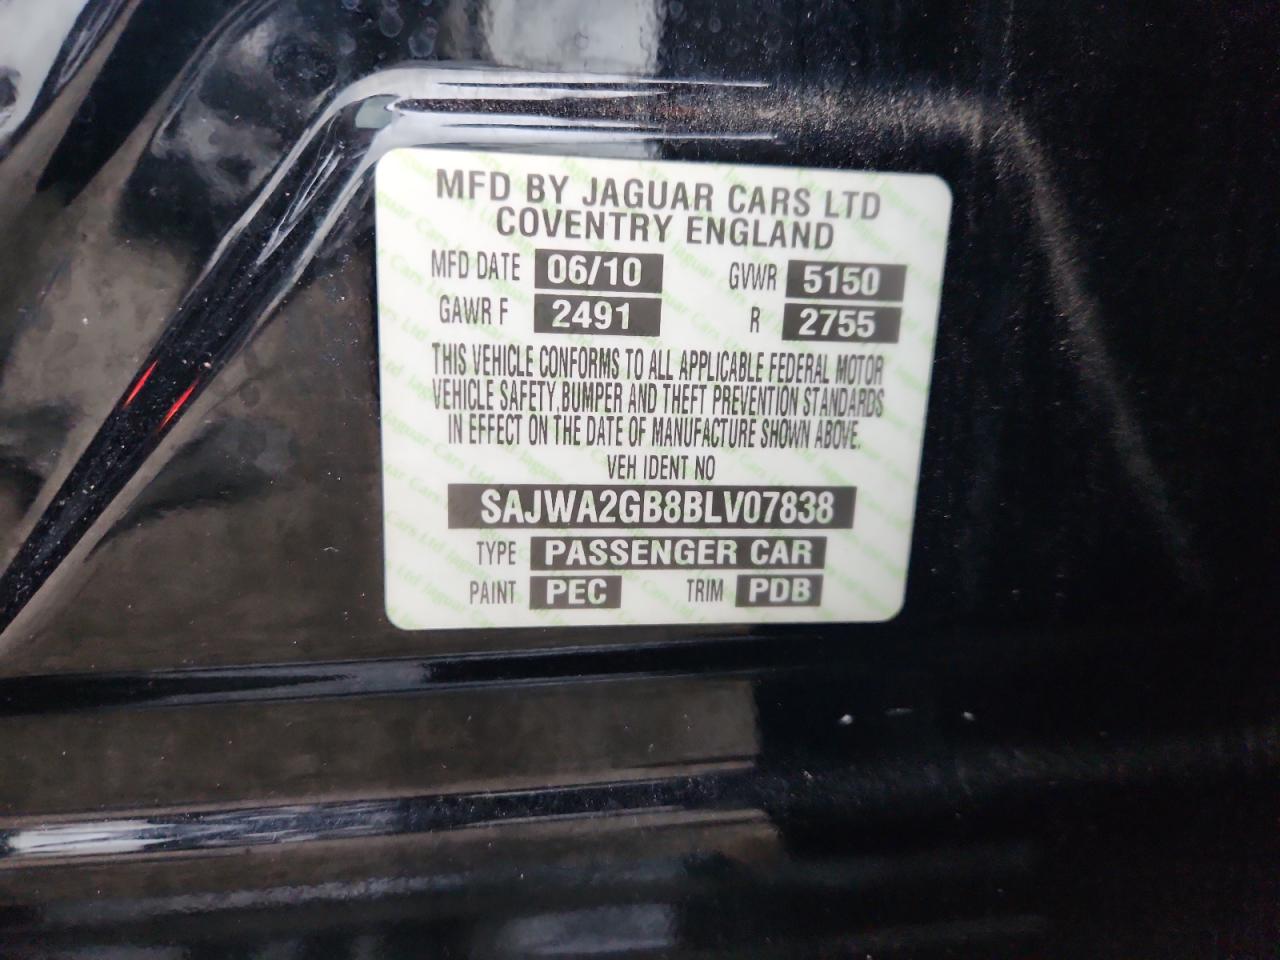 MFD BY JAGUAR CARS LTD
COVENTRY ENGLAND
MFD DATE 06/10 GVWR 5150
GAWR F 2491 R 2755
THIS VEHICLE CONFORMS TO ALL APPLICABLE FEDERAL MOTOR
VEHICLE SAFETY,BUMPER AND THEFT PREVENTION STANDARDS
IN EFFECT ON THE DATE OF MANUFACTURE SHOWN ABOVE.
VEH IDENT NO
SAJWA2GB8BLV07838
TYPE PASSENGER CAR
PAINT PEC TRIM PDB